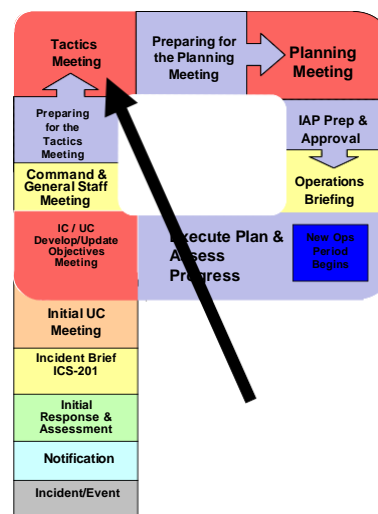 Tactics
Meeting
Preparing for
the Planning
Meeting
Planning
Meeting
Preparing
for the
Tactics
Meeting
IAP Prep &
Approval
Command &
General Staff
Meeting
Operations
Briefing
IC / UC
Develop/Update
Objectives
Meeting
Execute Plan &
Assess
Progress
New Ops
Period
Begins
Initial UC
Meeting
Incident Brief
ICS-201
Initial
Response &
Assessment
Notification
Incident/Event